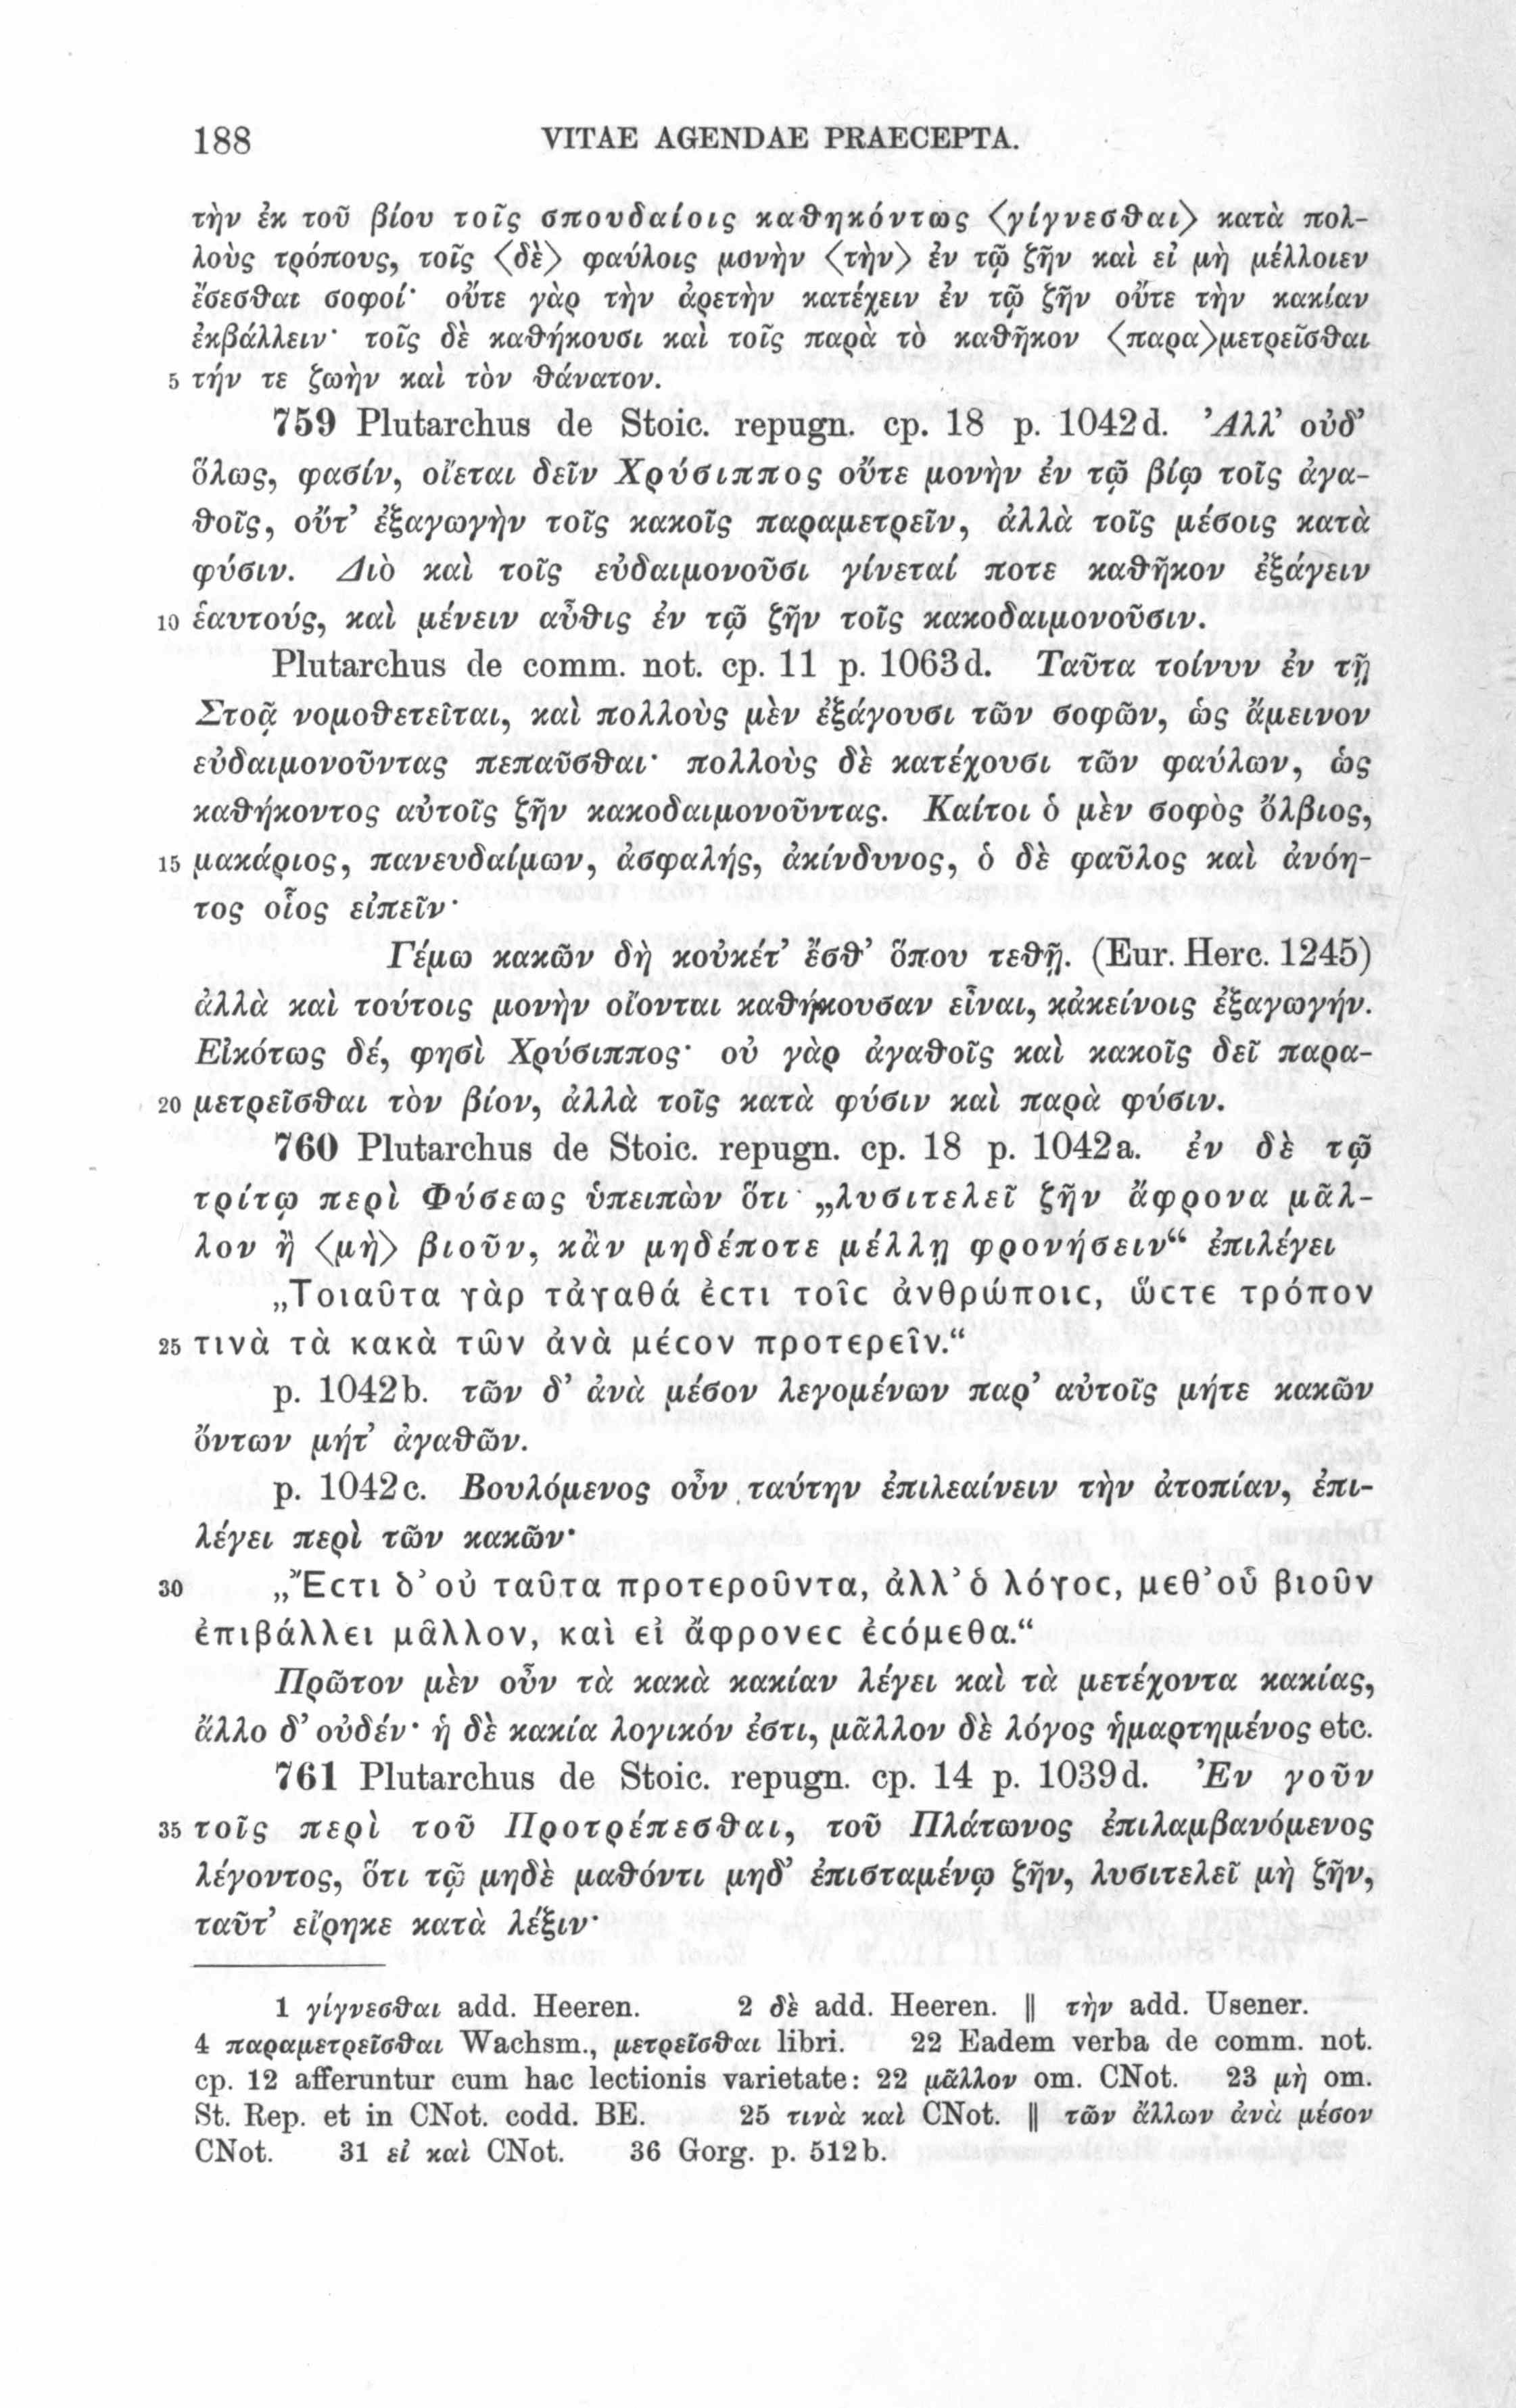 188 VITAE AGENDAE PRAECEPTA.
τὴν ἐκ τοῦ βίου τοῖς σπουδαίοις καθηκόντως ⟨γίγνεσθαι⟩ κατὰ πολ-
λοὺς τρόπους, τοῖς ⟨δὲ⟩ φαύλοις μονὴν ⟨τὴν⟩ ἐν τῷ ζῆν καὶ εἰ μὴ μέλλοιεν
ἔσεσθαι σοφοί· οὔτε γὰρ τὴν ἀρετὴν κατέχειν ἐν τῷ ζῆν οὔτε τὴν κακίαν
ἐκβάλλειν· τοῖς δὲ καθήκουσι καὶ τοῖς παρὰ τὸ καθῆκον ⟨παρα⟩μετρεῖσθαι
5 τήν τε ζωὴν καὶ τὸν θάνατον.
759 Plutarchus de Stoic. repugn. cp. 18 p. 1042d. Ἀλλ’ οὐδ’
ὅλως, φασίν, οἴεται δεῖν Χρύσιππος οὔτε μονὴν ἐν τῷ βίῳ τοῖς ἀγα-
θοῖς, οὔτ’ ἐξαγωγὴν τοῖς κακοῖς παραμετρεῖν, ἀλλὰ τοῖς μέσοις κατὰ
φύσιν. Διὸ καὶ τοῖς εὐδαιμονοῦσι γίνεταί ποτε καθῆκον ἐξάγειν
10 ἑαυτούς, καὶ μένειν αὖθις ἐν τῷ ζῆν τοῖς κακοδαιμονοῦσιν.
Plutarchus de comm. not. cp. 11 p. 1063d. Ταῦτα τοίνυν ἐν τῇ
Στοᾷ νομοθετεῖται, καὶ πολλοὺς μὲν ἐξάγουσι τῶν σοφῶν, ὡς ἄμεινον
εὐδαιμονοῦντας πεπαῦσθαι· πολλοὺς δὲ κατέχουσι τῶν φαύλων, ὡς
καθήκοντος αὐτοῖς ζῆν κακοδαιμονοῦντας. Καίτοι ὁ μὲν σοφὸς ὄλβιος,
15 μακάριος, πανευδαίμων, ἀσφαλής, ἀκίνδυνος, ὁ δὲ φαῦλος καὶ ἀνόη-
τος οἷος εἰπεῖν·
Γέμω κακῶν δὴ κοὐκέτ’ ἔσθ’ ὅπου τεθῇ. (Eur. Herc. 1245)
ἀλλὰ καὶ τούτοις μονὴν οἴονται καθήκουσαν εἶναι, κἀκείνοις ἐξαγωγήν.
Εἰκότως δέ, φησὶ Χρύσιππος· οὐ γὰρ ἀγαθοῖς καὶ κακοῖς δεῖ παρα-
20 μετρεῖσθαι τὸν βίον, ἀλλὰ τοῖς κατὰ φύσιν καὶ παρὰ φύσιν.
760 Plutarchus de Stoic. repugn. cp. 18 p. 1042a. ἐν δὲ τῷ
τρίτῳ περὶ Φύσεως ὑπειπὼν ὅτι „λυσιτελεῖ ζῆν ἄφρονα μᾶλ-
λον ἢ ⟨μὴ⟩ βιοῦν, κἂν μηδέποτε μέλλῃ φρονήσειν“ ἐπιλέγει
„Τοιαῦτα γὰρ τἀγαθά ἐϲτι τοῖϲ ἀνθρώποιϲ, ὥϲτε τρόπον
25 τινὰ τὰ κακὰ τῶν ἀνὰ μέϲον προτερεῖν.“
p. 1042b. τῶν δ’ ἀνὰ μέσον λεγομένων παρ’ αὐτοῖς μήτε κακῶν
ὄντων μήτ’ ἀγαθῶν.
p. 1042c. Βουλόμενος οὖν ταύτην ἐπιλεαίνειν τὴν ἀτοπίαν, ἐπι-
λέγει περὶ τῶν κακῶν·
30 „Ἔϲτι δ’ οὐ ταῦτα προτεροῦντα, ἀλλ’ ὁ λόγοϲ, μεθ’ οὗ βιοῦν
ἐπιβάλλει μᾶλλον, καὶ εἰ ἄφρονεϲ ἐϲόμεθα.“
Πρῶτον μὲν οὖν τὰ κακὰ κακίαν λέγει καὶ τὰ μετέχοντα κακίας,
ἄλλο δ’ οὐδέν· ἡ δὲ κακία λογικόν ἐστι, μᾶλλον δὲ λόγος ἡμαρτημένος etc.
761 Plutarchus de Stoic. repugn. cp. 14 p. 1039d. Ἐν γοῦν
35 τοῖς περὶ τοῦ Προτρέπεσθαι, τοῦ Πλάτωνος ἐπιλαμβανόμενος
λέγοντος, ὅτι τῷ μηδὲ μαθόντι μηδ’ ἐπισταμένῳ ζῆν, λυσιτελεῖ μὴ ζῆν,
ταῦτ’ εἴρηκε κατὰ λέξιν·
1 γίγνεσθαι add. Heeren. 2 δὲ add. Heeren. || τὴν add. Usener.
4 παραμετρεῖσθαι Wachsm., μετρεῖσθαι libri. 22 Eadem verba de comm. not.
cp. 12 afferuntur cum hac lectionis varietate: 22 μᾶλλον om. CNot. 23 μὴ om.
St. Rep. et in CNot. codd. BE. 25 τινὰ καὶ CNot. || τῶν ἄλλων ἀνὰ μέσον
CNot. 31 εἰ καὶ CNot. 36 Gorg. p. 512b.